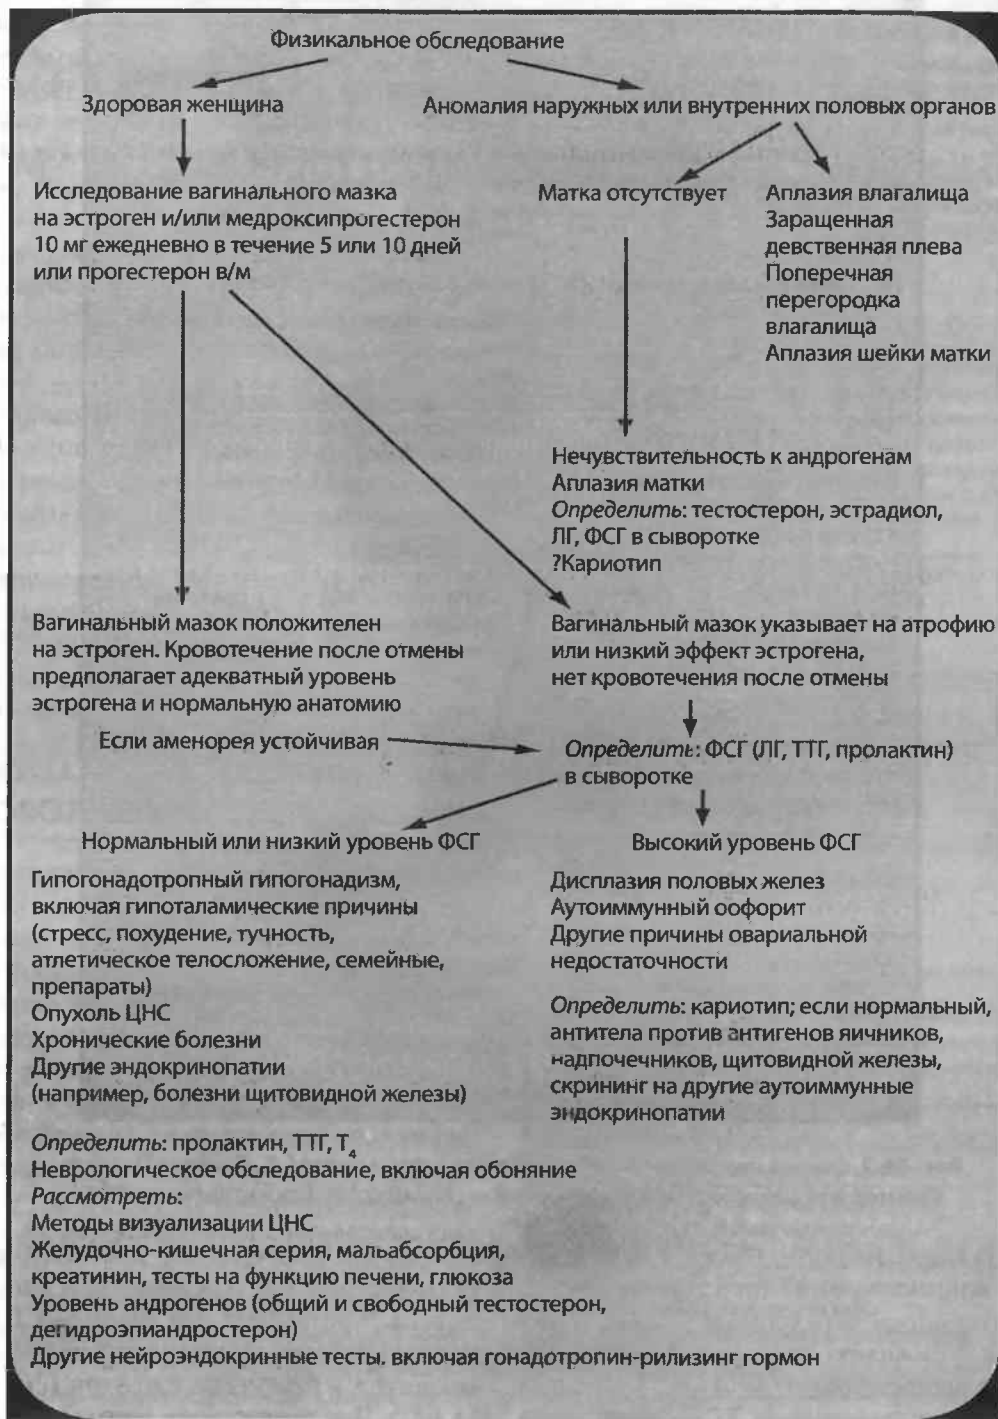 Физикальное обследование
Здоровая женщина
Аномалия наружных или внутренних половых органов
Исследование вагинального мазка
на эстроген и/или медроксипрогестерон
10 мг ежедневно в течение 5 или 10 дней
или прогестерон в/м
Матка отсутствует
Аплазия влагалища
Заращенная
девственная плева
Поперечная
перегородка
влагалища
Аплазия шейки матки
Нечувствительность к андрогенам
Аплазия матки
Определить: тестостерон, эстрадиол,
ЛГ, ФСГ в сыворотке
?Кариотип
Вагинальный мазок положителен
на эстроген. Кровотечение после отмены
предполагает адекватный уровень
эстрогена и нормальную анатомию
Вагинальный мазок указывает на атрофию
или низкий эффект эстрогена,
нет кровотечения после отмены
Если аменорея устойчивая
Определить: ФСГ (ЛГ, ТТГ, пролактин)
в сыворотке
Нормальный или низкий уровень ФСГ
Гипогонадотропный гипогонадизм,
включая гипоталамические причины
(стресс, похудение, тучность,
атлетическое телосложение, семейные,
препараты)
Опухоль ЦНС
Хронические болезни
Другие эндокринопатии
(например, болезни щитовидной железы)
Определить: пролактин, ТТГ, Т₄
Неврологическое обследование, включая обоняние
Рассмотреть:
Методы визуализации ЦНС
Желудочно-кишечная серия, мальабсорбция,
креатинин, тесты на функцию печени, глюкоза
Уровень андрогенов (общий и свободный тестостерон,
дегидроэпиандростерон)
Другие нейроэндокринные тесты. включая гонадотропин-рилизинг гормон
Высокий уровень ФСГ
Дисплазия половых желез
Аутоиммунный оофорит
Другие причины овариальной
недостаточности
Определить: кариотип; если нормальный,
антитела против антигенов яичников,
надпочечников, щитовидной железы,
скрининг на другие аутоиммунные
эндокринопатии